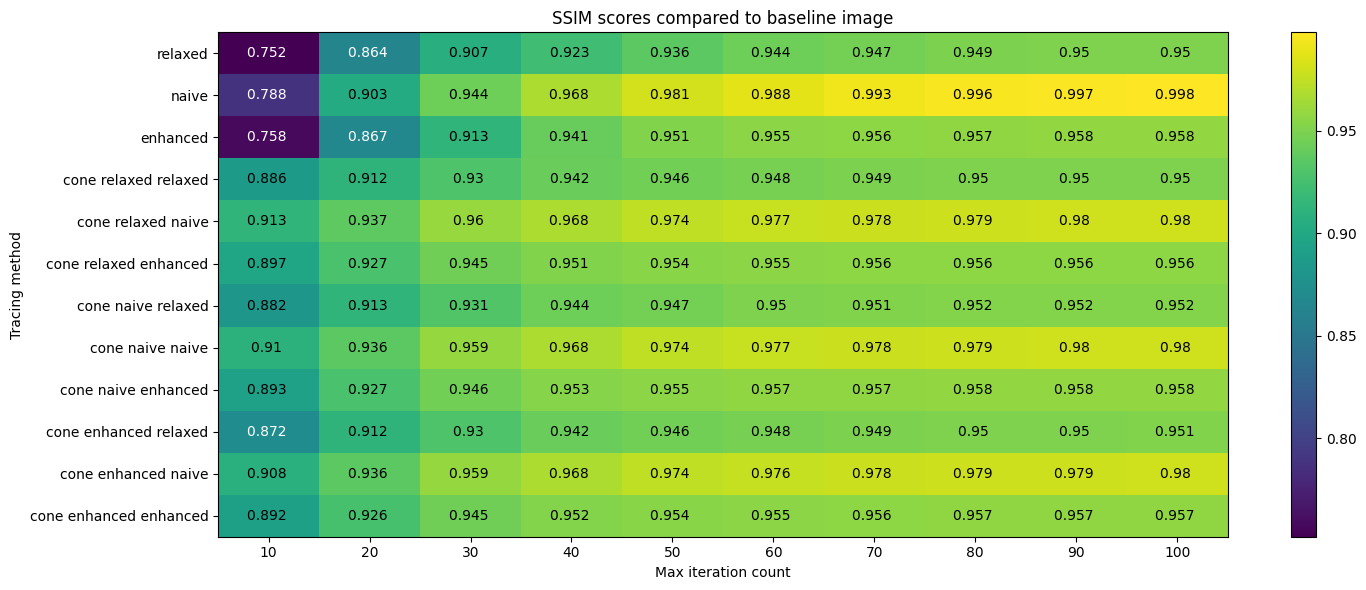 SSIM scores compared to baseline image
relaxed 0.752 0.864 0.907 0.923 0.936 0.944 0.947 0.949 0.95 0.95
naive 0.788 0.903 0.944 0.968 0.981 0.988 0.993 0.996 0.997 0.998
enhanced 0.758 0.867 0.913 0.941 0.951 0.955 0.956 0.957 0.958 0.958
cone relaxed relaxed 0.886 0.912 0.93 0.942 0.946 0.948 0.949 0.95 0.95 0.95
cone relaxed naive 0.913 0.937 0.96 0.968 0.974 0.977 0.978 0.979 0.98 0.98
cone relaxed enhanced 0.897 0.927 0.945 0.951 0.954 0.955 0.956 0.956 0.956 0.956
cone naive relaxed 0.882 0.913 0.931 0.944 0.947 0.95 0.951 0.952 0.952 0.952
cone naive naive 0.91 0.936 0.959 0.968 0.974 0.977 0.978 0.979 0.98 0.98
cone naive enhanced 0.893 0.927 0.946 0.953 0.955 0.957 0.957 0.958 0.958 0.958
cone enhanced relaxed 0.872 0.912 0.93 0.942 0.946 0.948 0.949 0.95 0.95 0.951
cone enhanced naive 0.908 0.936 0.959 0.968 0.974 0.976 0.978 0.979 0.979 0.98
cone enhanced enhanced 0.892 0.926 0.945 0.952 0.954 0.955 0.956 0.957 0.957 0.957
10 20 30 40 50 60 70 80 90 100
Max iteration count
Tracing method
0.95
0.90
0.85
0.80